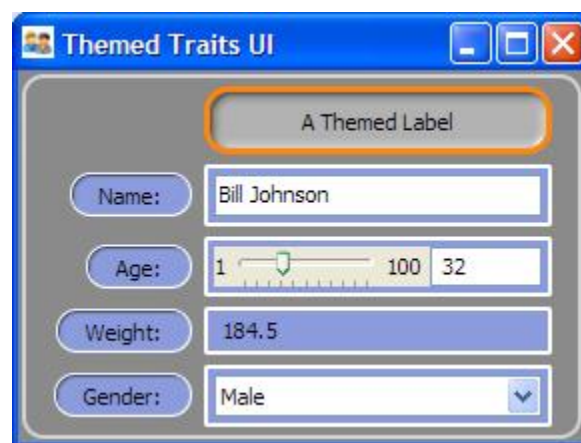 Themed Traits UI
A Themed Label
Name: Bill Johnson
Age: 1 100 32
Weight: 184.5
Gender: Male